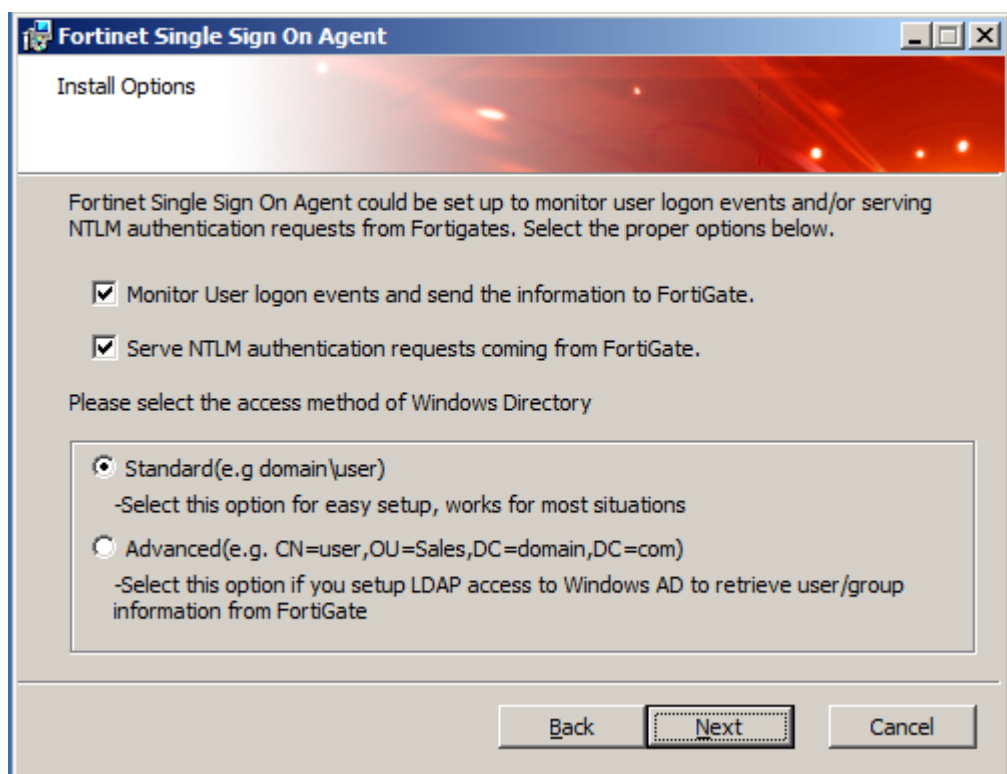 Fortinet Single Sign On Agent
Install Options
Fortinet Single Sign On Agent could be set up to monitor user logon events and/or serving
NTLM authentication requests from Fortigates. Select the proper options below.
Monitor User logon events and send the information to FortiGate.
Serve NTLM authentication requests coming from FortiGate.
Please select the access method of Windows Directory
Standard(e.g domain\user)
-Select this option for easy setup, works for most situations
Advanced(e.g. CN=user,OU=Sales,DC=domain,DC=com)
-Select this option if you setup LDAP access to Windows AD to retrieve user/group
information from FortiGate
Back Next Cancel